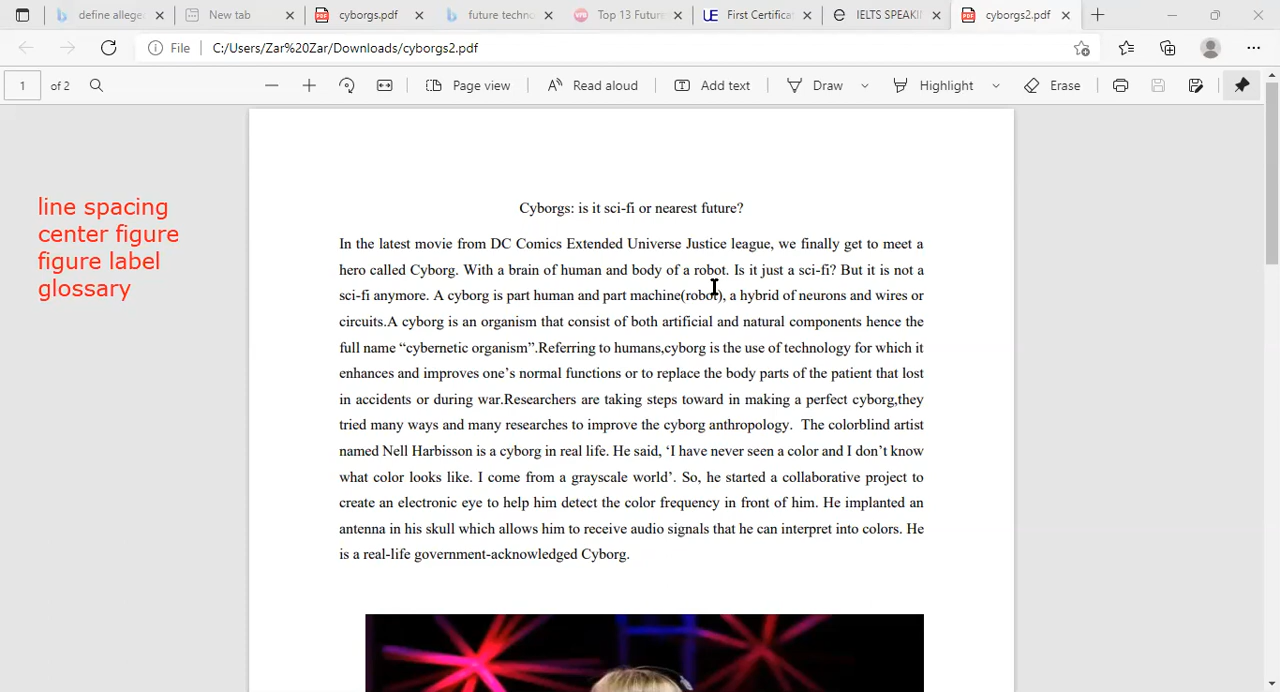 define allege
New tab
cyborgs.pdf
future techno
Top 13 Future
First Certifica
IELTS SPEAKI
cyborgs2.pdf
File
C:/Users/Zar%20Zar/Downloads/cyborgs2.pdf
1 of 2
Page view
Read aloud
Add text
Draw
Highlight
Erase
line spacing
center figure
figure label
glossary
Cyborgs: is it sci-fi or nearest future?
In the latest movie from DC Comics Extended Universe Justice league, we finally get to meet a
hero called Cyborg. With a brain of human and body of a robot. Is it just a sci-fi? But it is not a
sci-fi anymore. A cyborg is part human and part machine(robot), a hybrid of neurons and wires or
circuits.A cyborg is an organism that consist of both artificial and natural components hence the
full name “cybernetic organism”.Referring to humans,cyborg is the use of technology for which it
enhances and improves one’s normal functions or to replace the body parts of the patient that lost
in accidents or during war.Researchers are taking steps toward in making a perfect cyborg,they
tried many ways and many researches to improve the cyborg anthropology.  The colorblind artist
named Nell Harbisson is a cyborg in real life. He said, ‘I have never seen a color and I don’t know
what color looks like. I come from a grayscale world’. So, he started a collaborative project to
create an electronic eye to help him detect the color frequency in front of him. He implanted an
antenna in his skull which allows him to receive audio signals that he can interpret into colors. He
is a real-life government-acknowledged Cyborg.